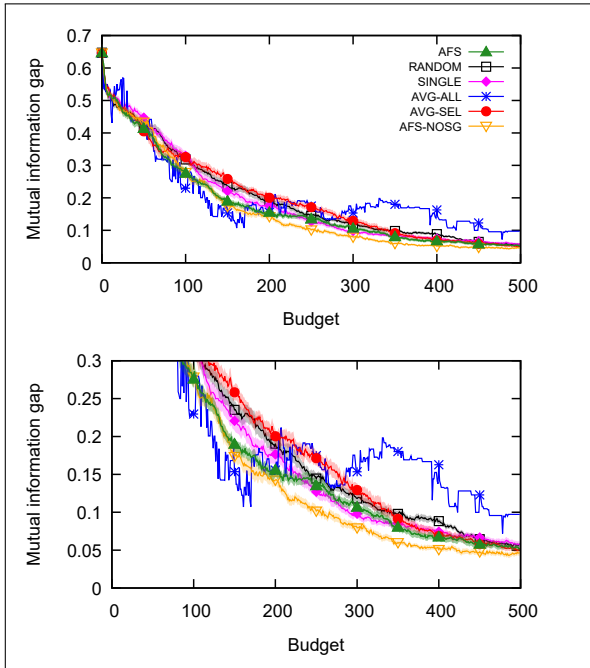 Mutual information gap
0.7
0.6
0.5
0.4
0.3
0.2
0.1
0
AFS
RANDOM
SINGLE
AVG-ALL
AVG-SEL
AFS-NOSG
0 100 200 300 400 500
Budget
Mutual information gap
0.3
0.25
0.2
0.15
0.1
0.05
0
0 100 200 300 400 500
Budget